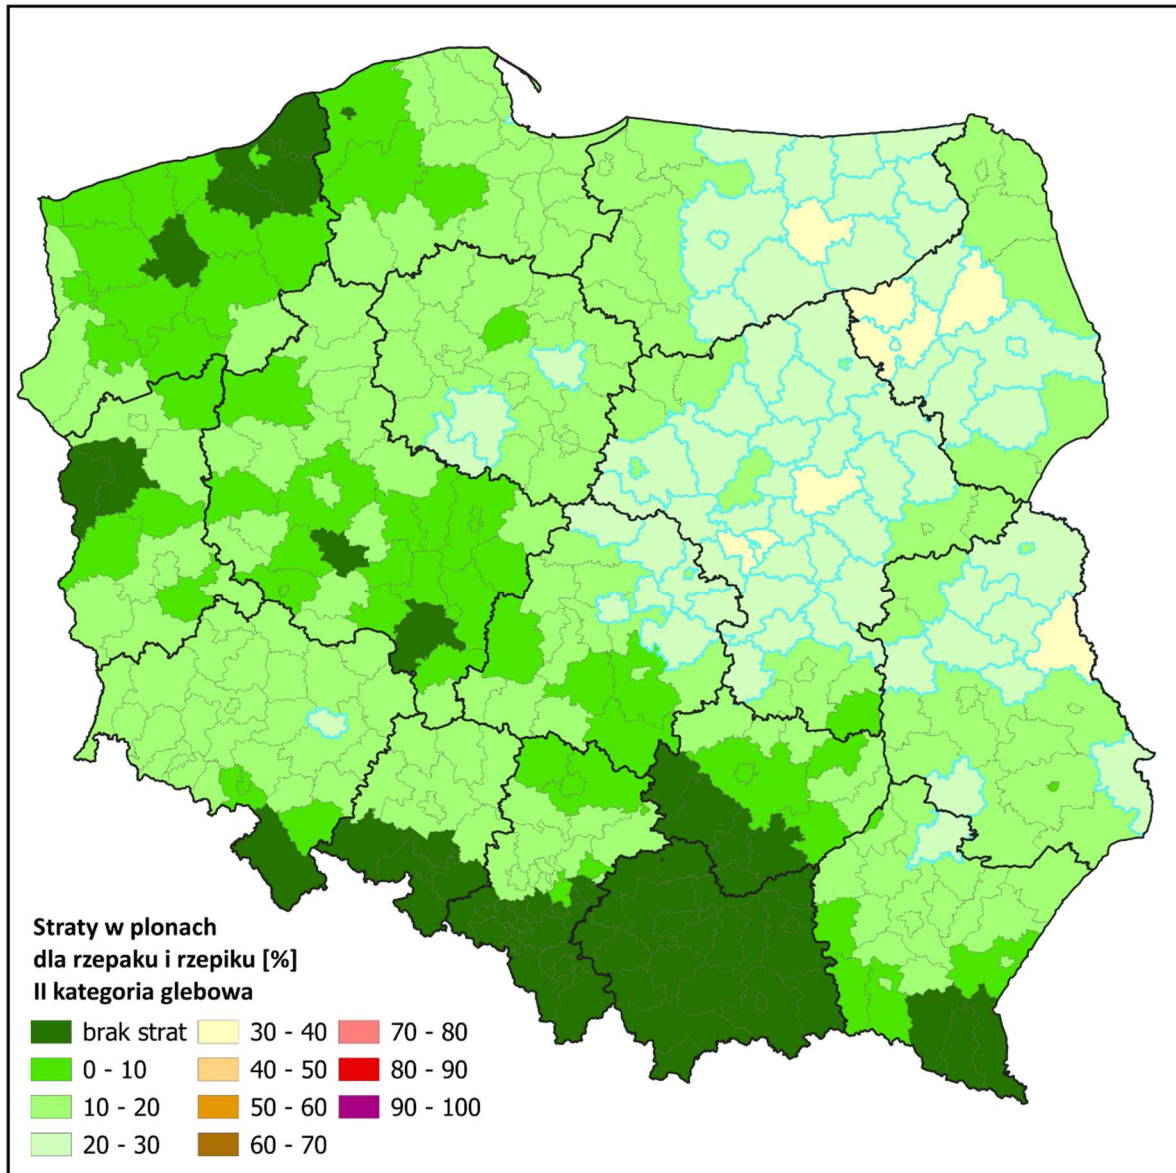 Straty w plonach
dla rzepaku i rzepiku [%]
II kategoria glebowa
brak strat
0 - 10
10 - 20
20 - 30
30 - 40
40 - 50
50 - 60
60 - 70
70 - 80
80 - 90
90 - 100